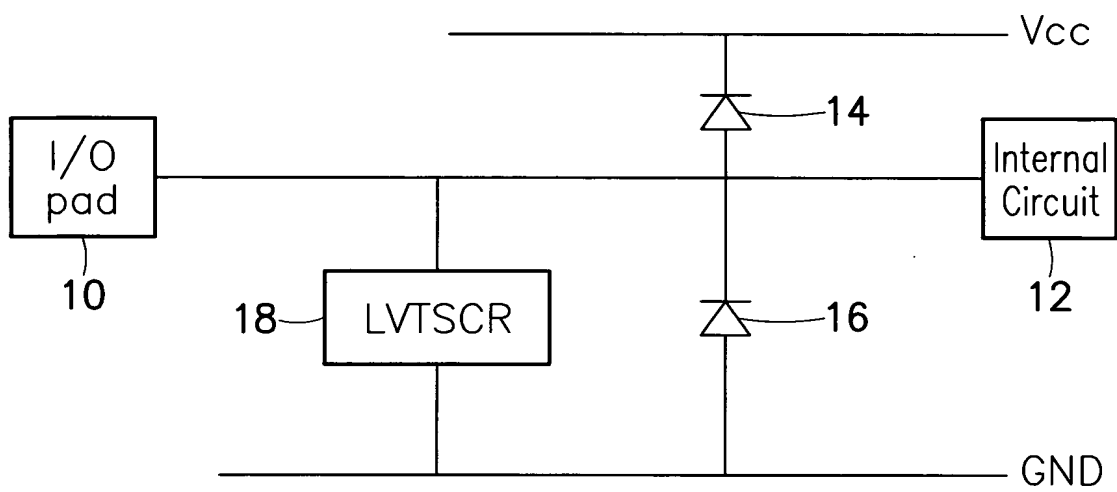 Vcc
14
I/O
pad
10
Internal
Circuit
12
18
LVTSCR
16
GND